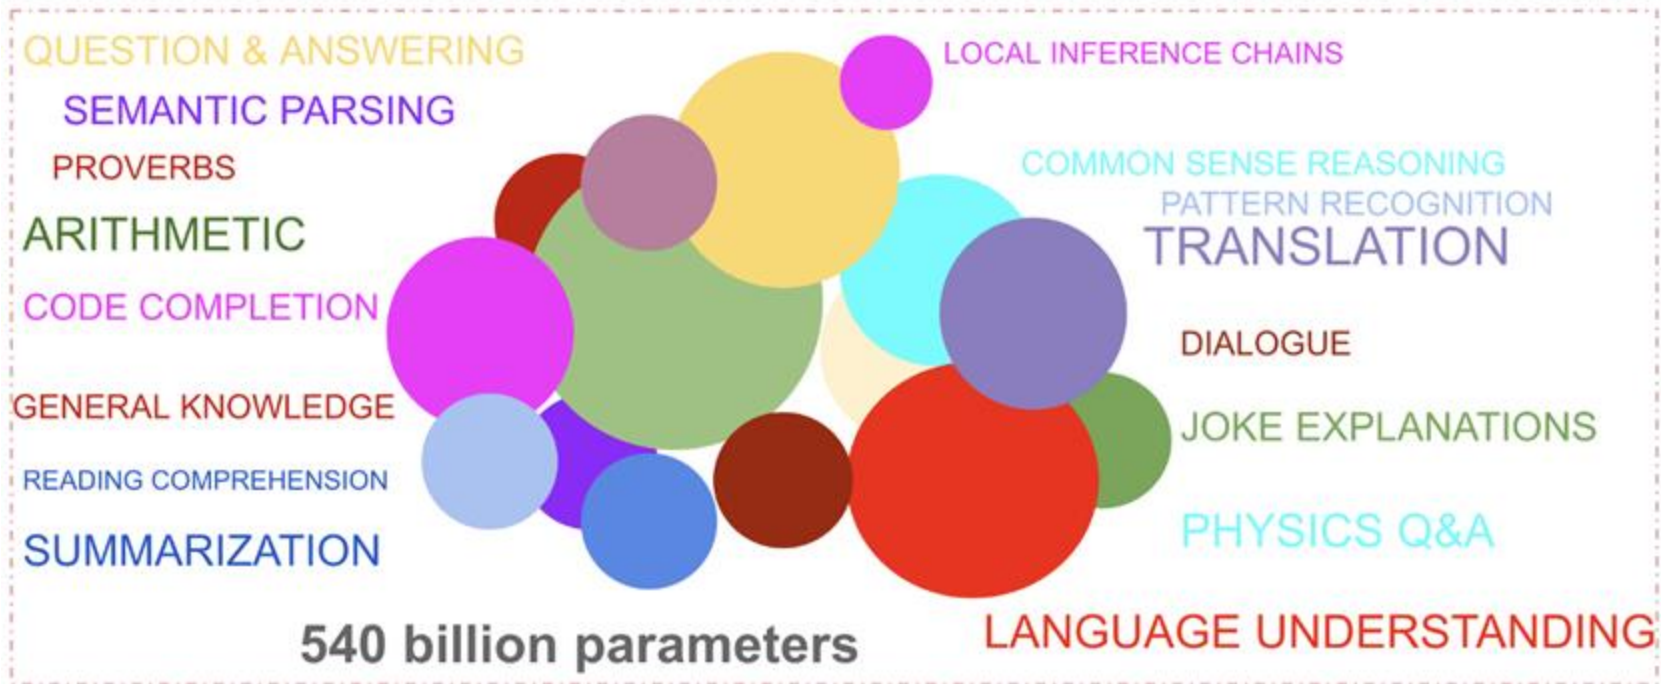 QUESTION & ANSWERING
LOCAL INFERENCE CHAINS
SEMANTIC PARSING
PROVERBS
COMMON SENSE REASONING
PATTERN RECOGNITION
ARITHMETIC
TRANSLATION
CODE COMPLETION
DIALOGUE
GENERAL KNOWLEDGE
JOKE EXPLANATIONS
READING COMPREHENSION
PHYSICS Q&A
SUMMARIZATION
LANGUAGE UNDERSTANDING
540 billion parameters